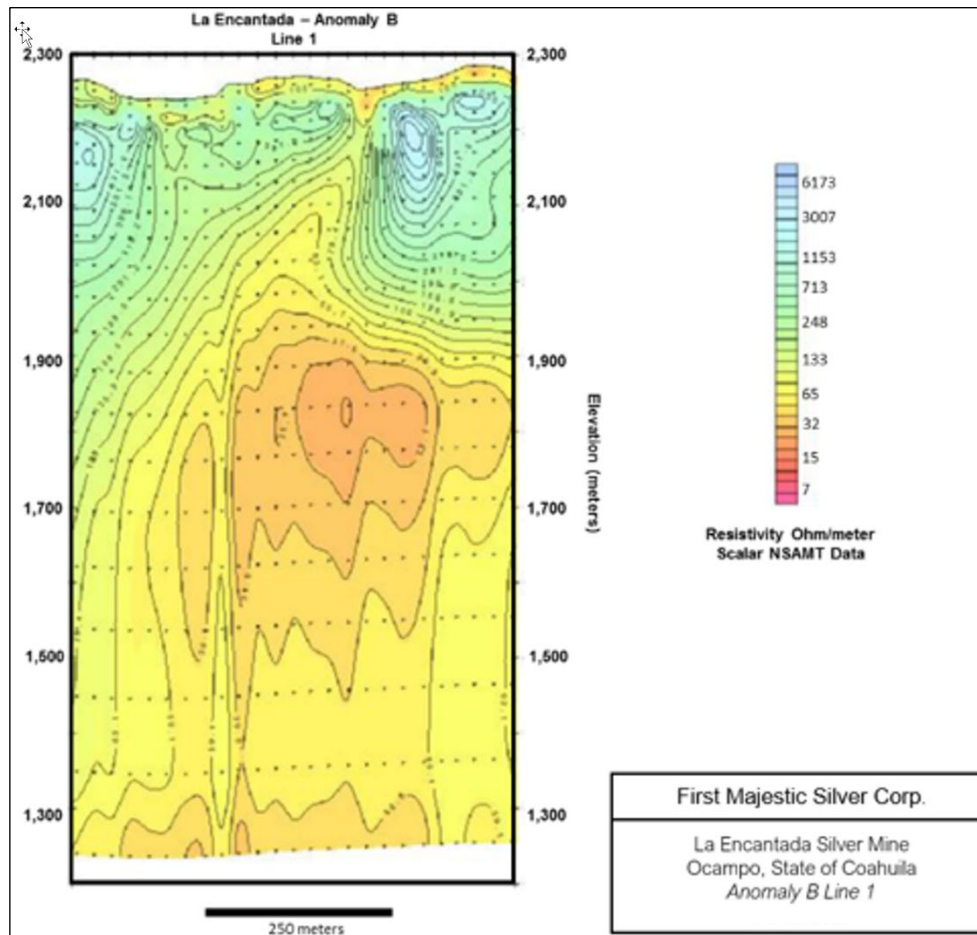 La Encantada – Anomaly B
Line 1
2,300
2,300
2,100
2,100
1,900
1,900
Elevation (meters)
1,700
1,700
1,500
1,500
1,300
1,300
250 meters
6173
3007
1153
713
248
133
65
32
15
7
Resistivity Ohm/meter
Scalar NSAMT Data
First Majestic Silver Corp.
La Encantada Silver Mine
Ocampo, State of Coahuila
Anomaly B Line 1